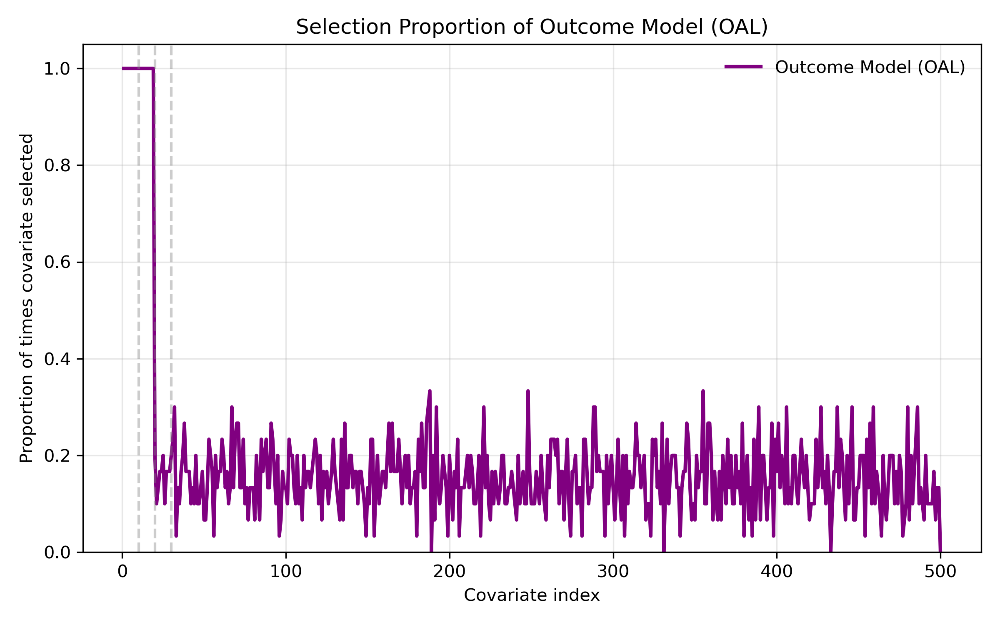 Selection Proportion of Outcome Model (OAL)
Outcome Model (OAL)
Proportion of times covariate selected
1.0
0.8
0.6
0.4
0.2
0.0
0 100 200 300 400 500
Covariate index